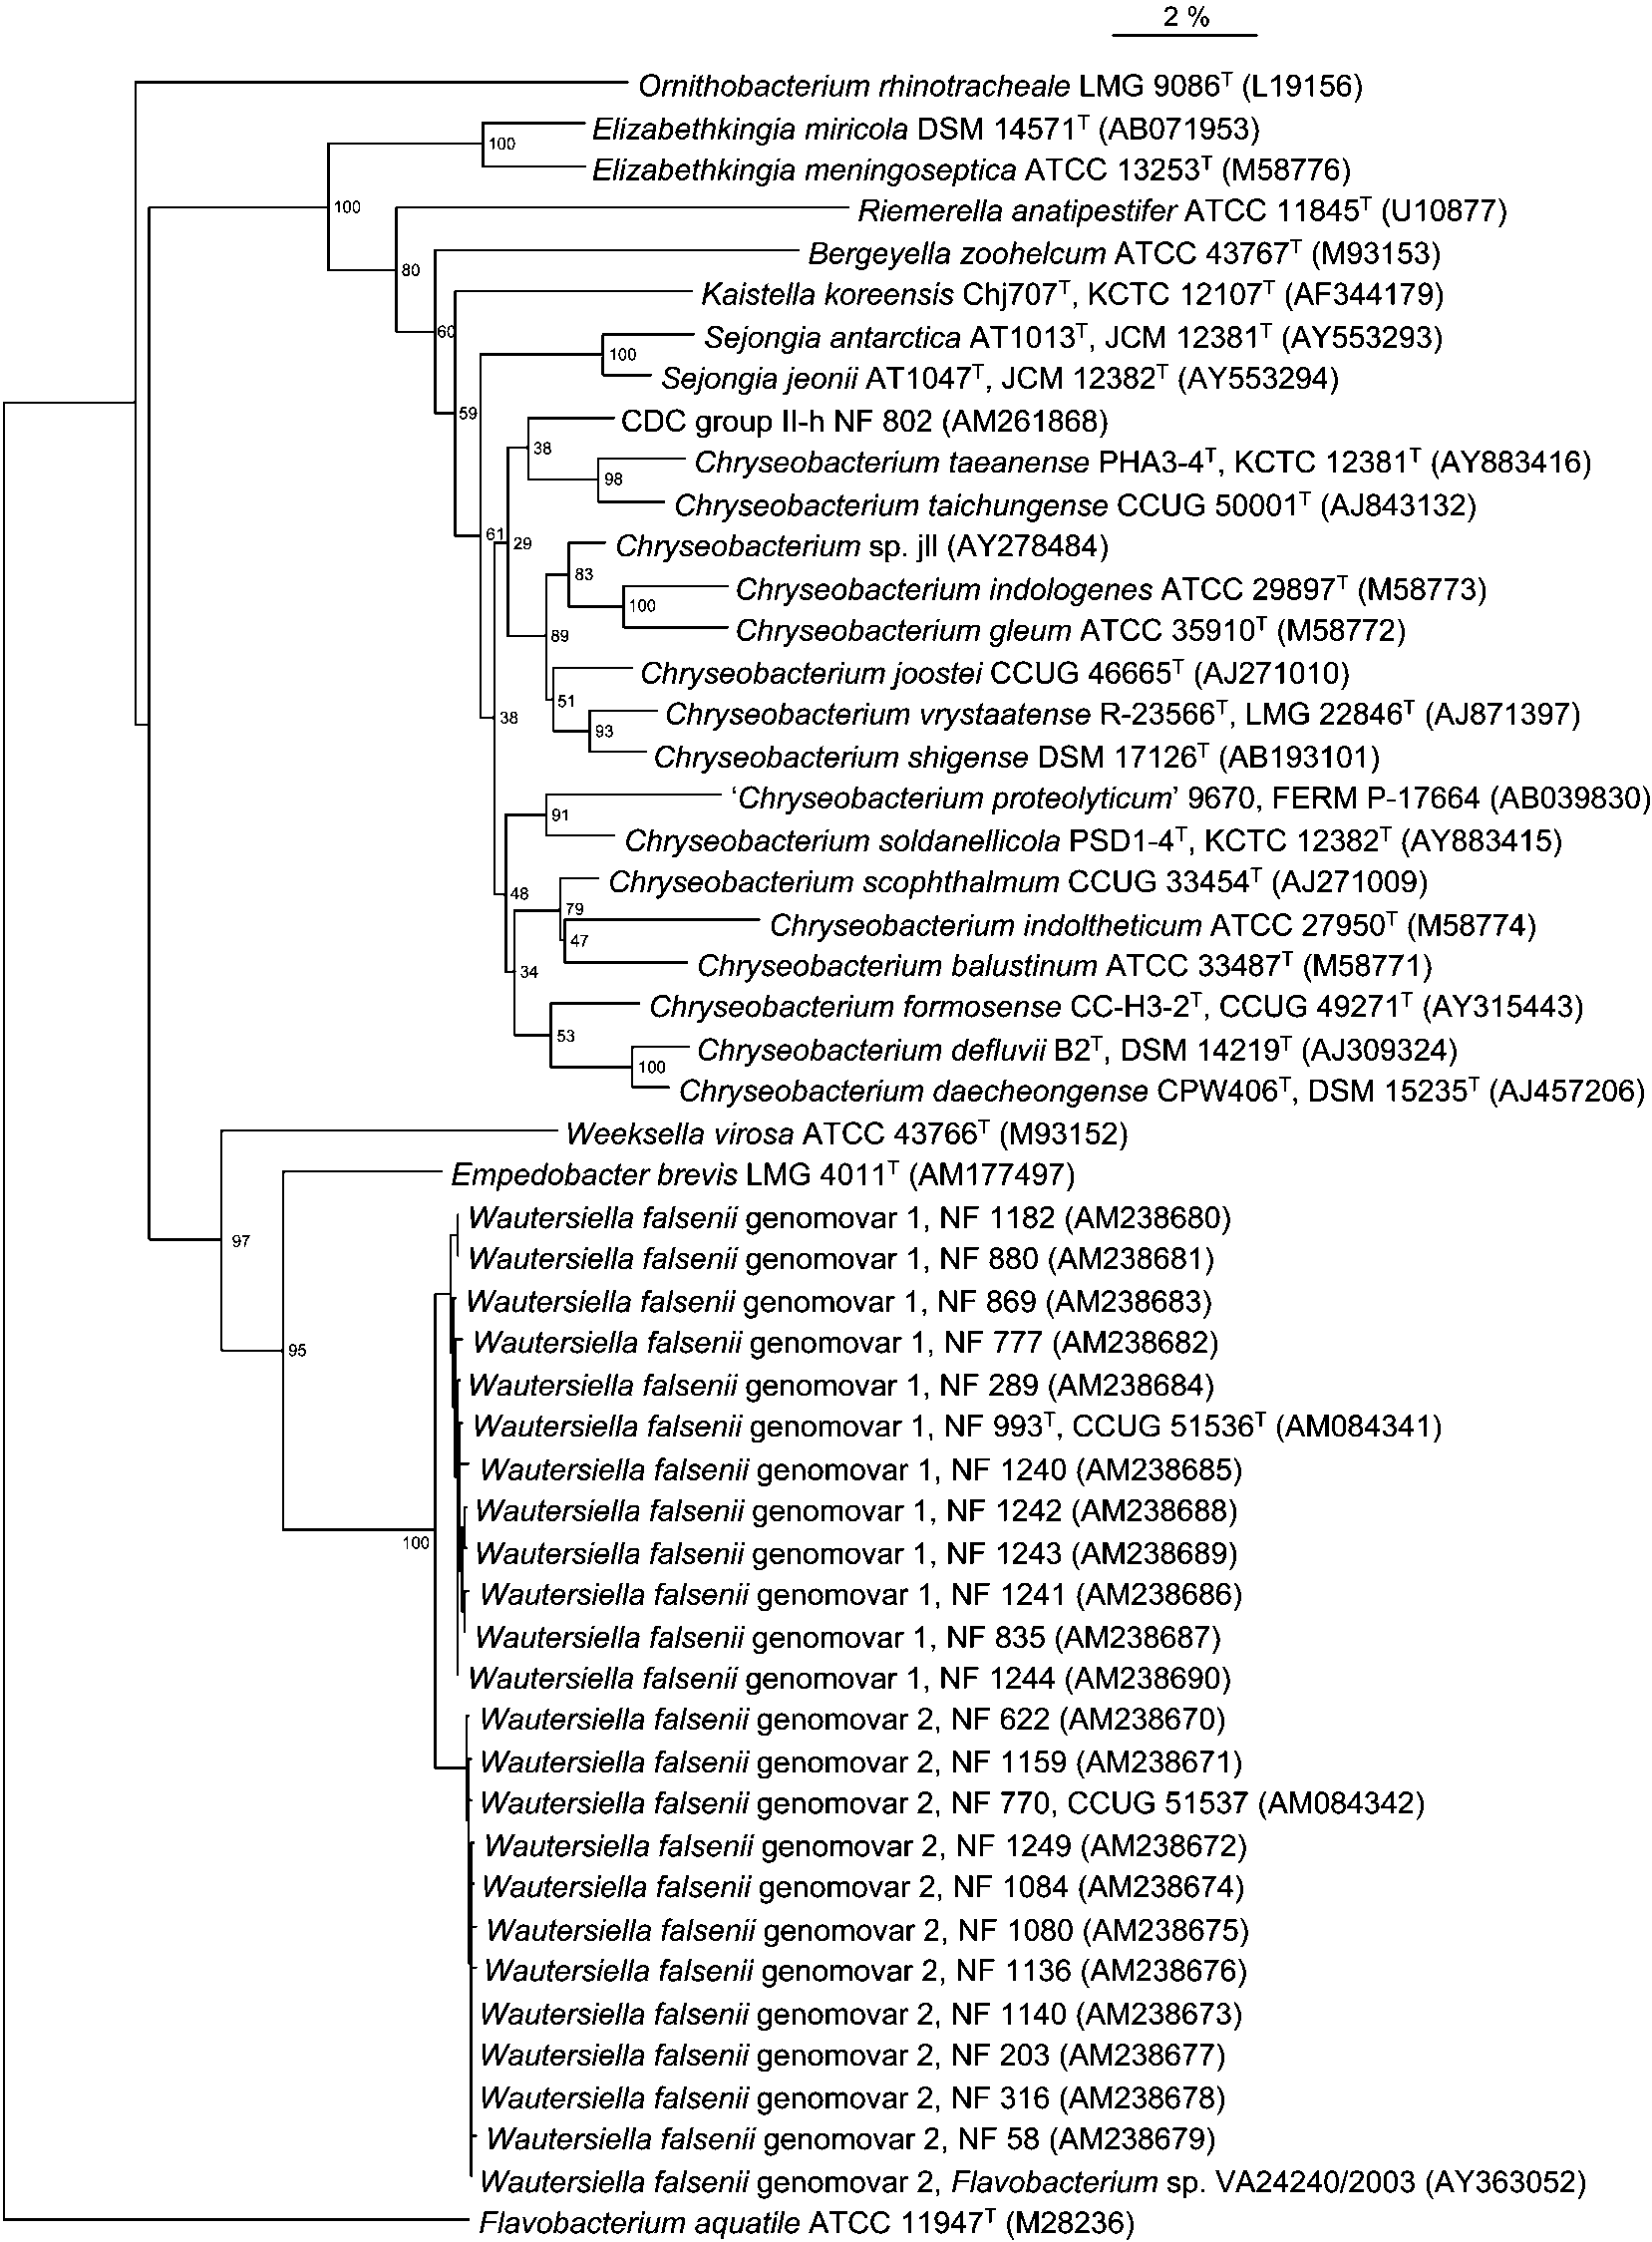 2 %
Ornithobacterium rhinotracheale LMG 9086ᵀ (L19156)
Elizabethkingia miricola DSM 14571ᵀ (AB071953)
100
Elizabethkingia meningoseptica ATCC 13253ᵀ (M58776)
100
Riemerella anatipestifer ATCC 11845ᵀ (U10877)
Bergeyella zoohelcum ATCC 43767ᵀ (M93153)
80
Kaistella koreensis Chj707ᵀ, KCTC 12107ᵀ (AF344179)
60
Sejongia antarctica AT1013ᵀ, JCM 12381ᵀ (AY553293)
100
Sejongia jeonii AT1047ᵀ, JCM 12382ᵀ (AY553294)
59
CDC group II-h NF 802 (AM261868)
38
Chryseobacterium taeanense PHA3-4ᵀ, KCTC 12381ᵀ (AY883416)
98
Chryseobacterium taichungense CCUG 50001ᵀ (AJ843132)
61
29
Chryseobacterium sp. jII (AY278484)
83
Chryseobacterium indologenes ATCC 29897ᵀ (M58773)
100
Chryseobacterium gleum ATCC 35910ᵀ (M58772)
89
Chryseobacterium joostei CCUG 46665ᵀ (AJ271010)
51
Chryseobacterium vrystaatense R-23566ᵀ, LMG 22846ᵀ (AJ871397)
38
93
Chryseobacterium shigense DSM 17126ᵀ (AB193101)
‘Chryseobacterium proteolyticum’ 9670, FERM P-17664 (AB039830)
91
Chryseobacterium soldanellicola PSD1-4ᵀ, KCTC 12382ᵀ (AY883415)
Chryseobacterium scophthalmum CCUG 33454ᵀ (AJ271009)
48
79
Chryseobacterium indoltheticum ATCC 27950ᵀ (M58774)
47
Chryseobacterium balustinum ATCC 33487ᵀ (M58771)
34
Chryseobacterium formosense CC-H3-2ᵀ, CCUG 49271ᵀ (AY315443)
53
Chryseobacterium defluvii B2ᵀ, DSM 14219ᵀ (AJ309324)
100
Chryseobacterium daecheongense CPW406ᵀ, DSM 15235ᵀ (AJ457206)
Weeksella virosa ATCC 43766ᵀ (M93152)
Empedobacter brevis LMG 4011ᵀ (AM177497)
Wautersiella falsenii genomovar 1, NF 1182 (AM238680)
97
Wautersiella falsenii genomovar 1, NF 880 (AM238681)
Wautersiella falsenii genomovar 1, NF 869 (AM238683)
Wautersiella falsenii genomovar 1, NF 777 (AM238682)
95
Wautersiella falsenii genomovar 1, NF 289 (AM238684)
Wautersiella falsenii genomovar 1, NF 993ᵀ, CCUG 51536ᵀ (AM084341)
Wautersiella falsenii genomovar 1, NF 1240 (AM238685)
Wautersiella falsenii genomovar 1, NF 1242 (AM238688)
100
Wautersiella falsenii genomovar 1, NF 1243 (AM238689)
Wautersiella falsenii genomovar 1, NF 1241 (AM238686)
Wautersiella falsenii genomovar 1, NF 835 (AM238687)
Wautersiella falsenii genomovar 1, NF 1244 (AM238690)
Wautersiella falsenii genomovar 2, NF 622 (AM238670)
Wautersiella falsenii genomovar 2, NF 1159 (AM238671)
Wautersiella falsenii genomovar 2, NF 770, CCUG 51537 (AM084342)
Wautersiella falsenii genomovar 2, NF 1249 (AM238672)
Wautersiella falsenii genomovar 2, NF 1084 (AM238674)
Wautersiella falsenii genomovar 2, NF 1080 (AM238675)
Wautersiella falsenii genomovar 2, NF 1136 (AM238676)
Wautersiella falsenii genomovar 2, NF 1140 (AM238673)
Wautersiella falsenii genomovar 2, NF 203 (AM238677)
Wautersiella falsenii genomovar 2, NF 316 (AM238678)
Wautersiella falsenii genomovar 2, NF 58 (AM238679)
Wautersiella falsenii genomovar 2, Flavobacterium sp. VA24240/2003 (AY363052)
Flavobacterium aquatile ATCC 11947ᵀ (M28236)